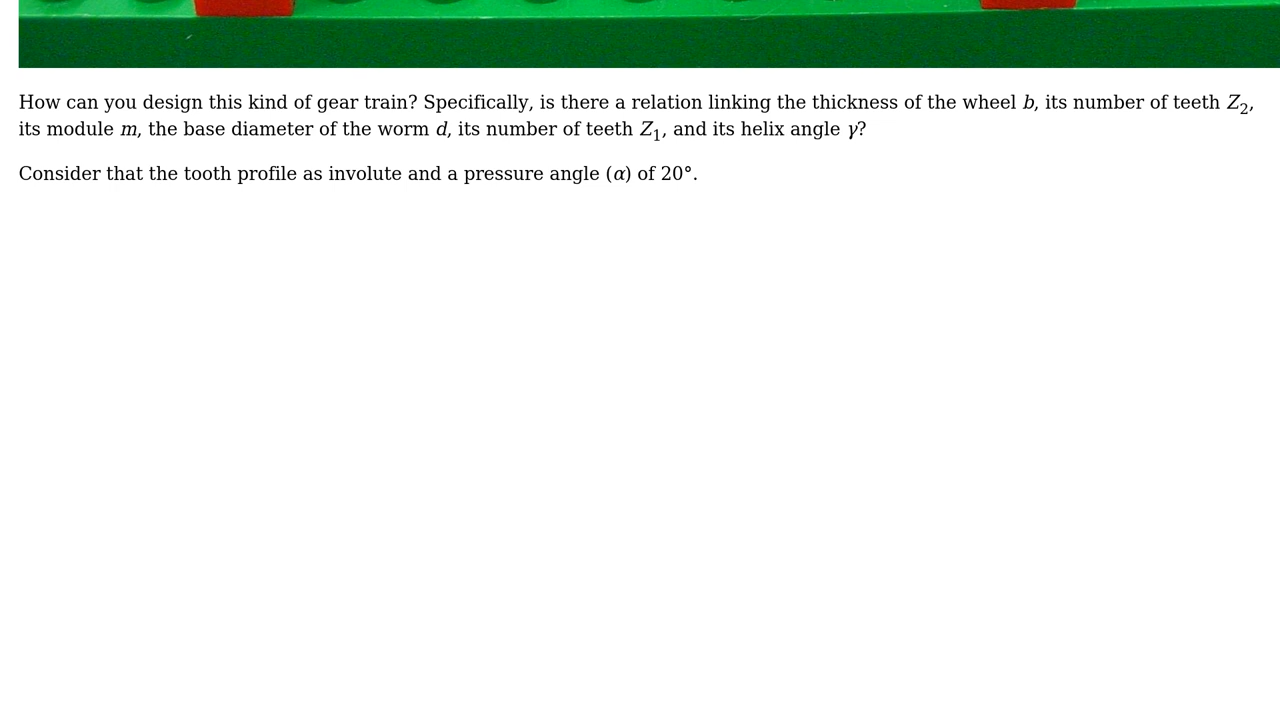 How can you design this kind of gear train? Specifically, is there a relation linking the thickness of the wheel b, its number of teeth Z2,
its module m, the base diameter of the worm d, its number of teeth Z1, and its helix angle γ?
Consider that the tooth profile as involute and a pressure angle (α) of 20°.